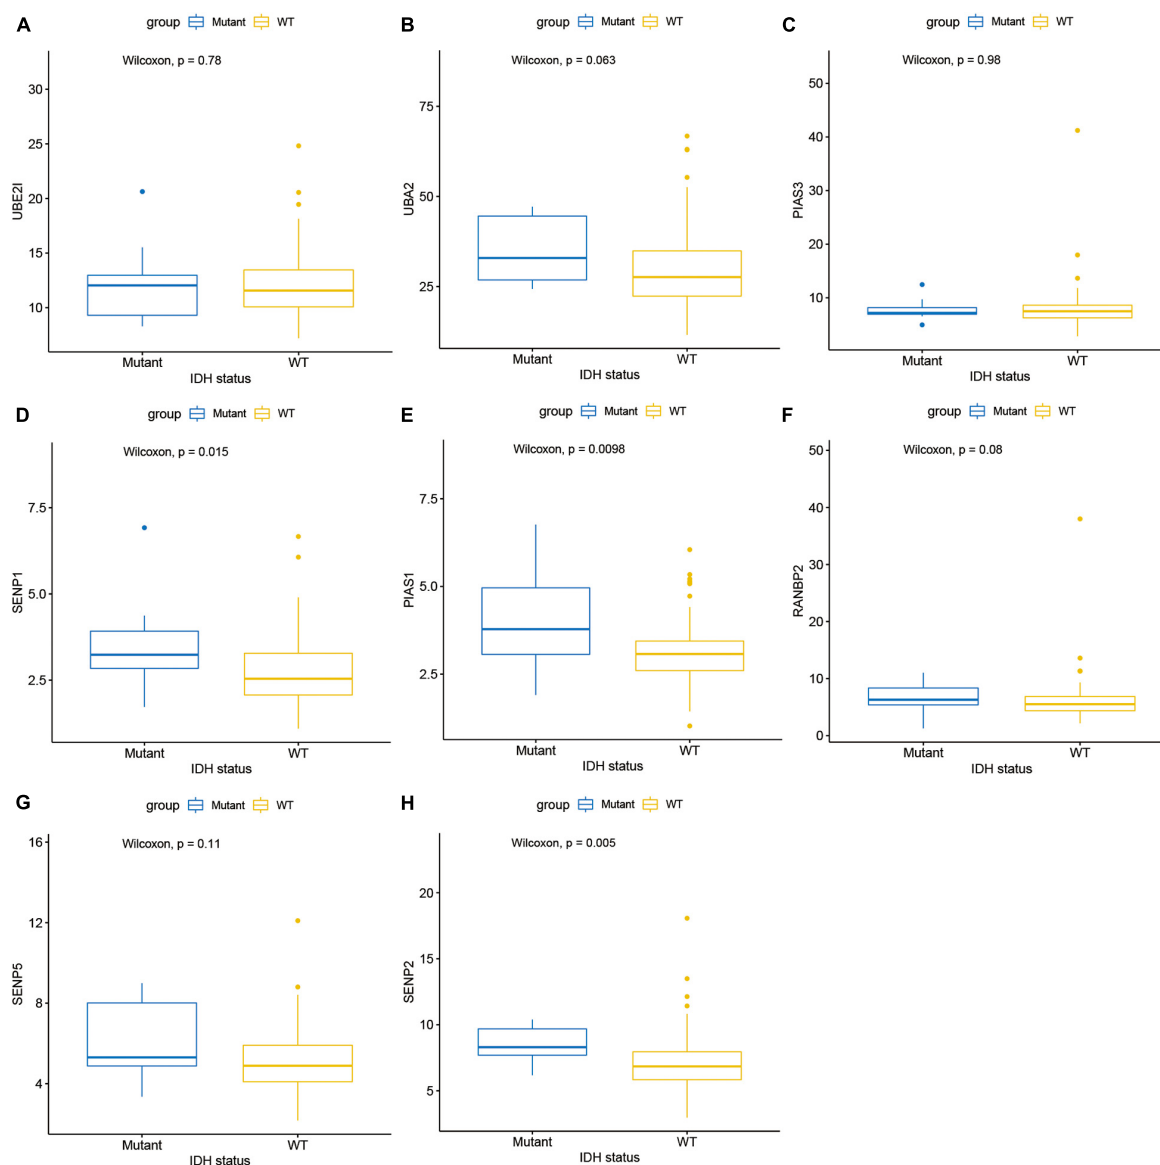 A
group Mutant WT
Wilcoxon, p = 0.78
UBE2I
30
25
20
15
10
Mutant WT
IDH status
B
group Mutant WT
Wilcoxon, p = 0.063
UBA2
75
50
25
Mutant WT
IDH status
C
group Mutant WT
Wilcoxon, p = 0.98
PIAS3
50
40
30
20
10
Mutant WT
IDH status
D
group Mutant WT
Wilcoxon, p = 0.015
SENP1
7.5
5.0
2.5
Mutant WT
IDH status
E
group Mutant WT
Wilcoxon, p = 0.0098
PIAS1
7.5
5.0
2.5
Mutant WT
IDH status
F
group Mutant WT
Wilcoxon, p = 0.08
RANBP2
50
40
30
20
10
0
Mutant WT
IDH status
G
group Mutant WT
Wilcoxon, p = 0.11
SENP5
16
12
8
4
Mutant WT
IDH status
H
group Mutant WT
Wilcoxon, p = 0.005
SENP2
20
15
10
5
Mutant WT
IDH status